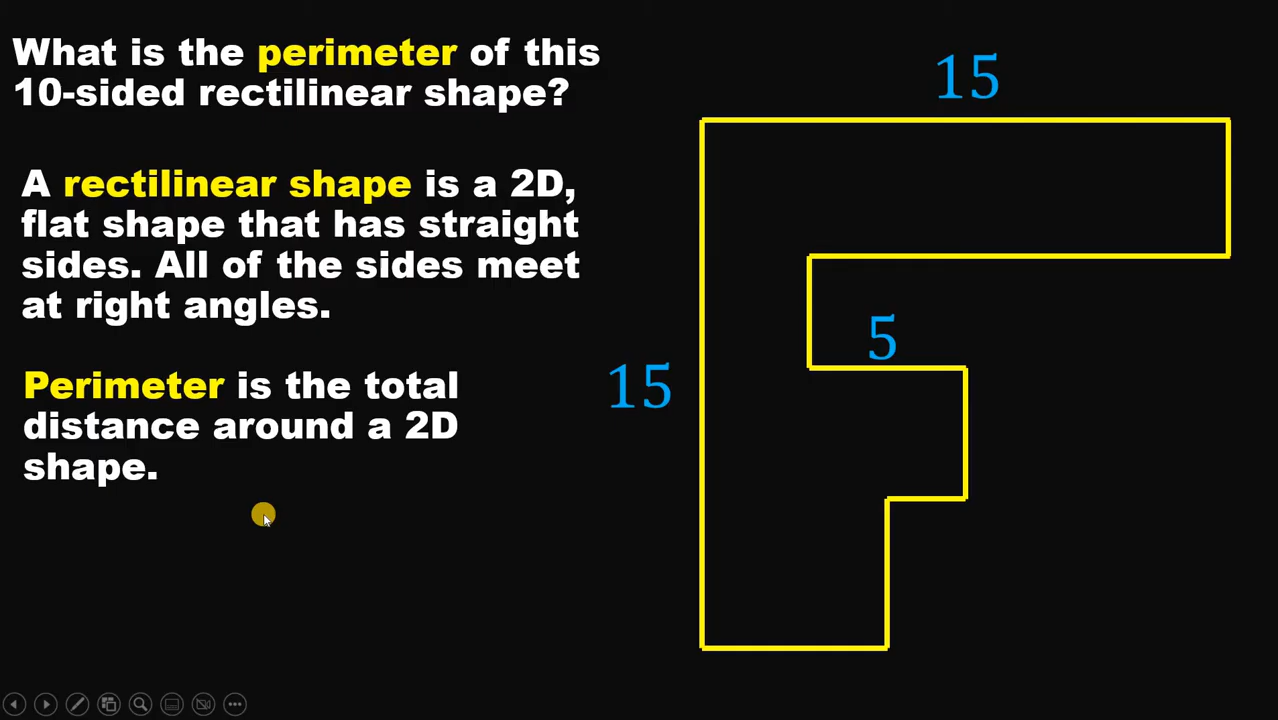 What is the perimeter of this
10-sided rectilinear shape?
A rectilinear shape is a 2D,
flat shape that has straight
sides. All of the sides meet
at right angles.
Perimeter is the total
distance around a 2D
shape.
15
5
15